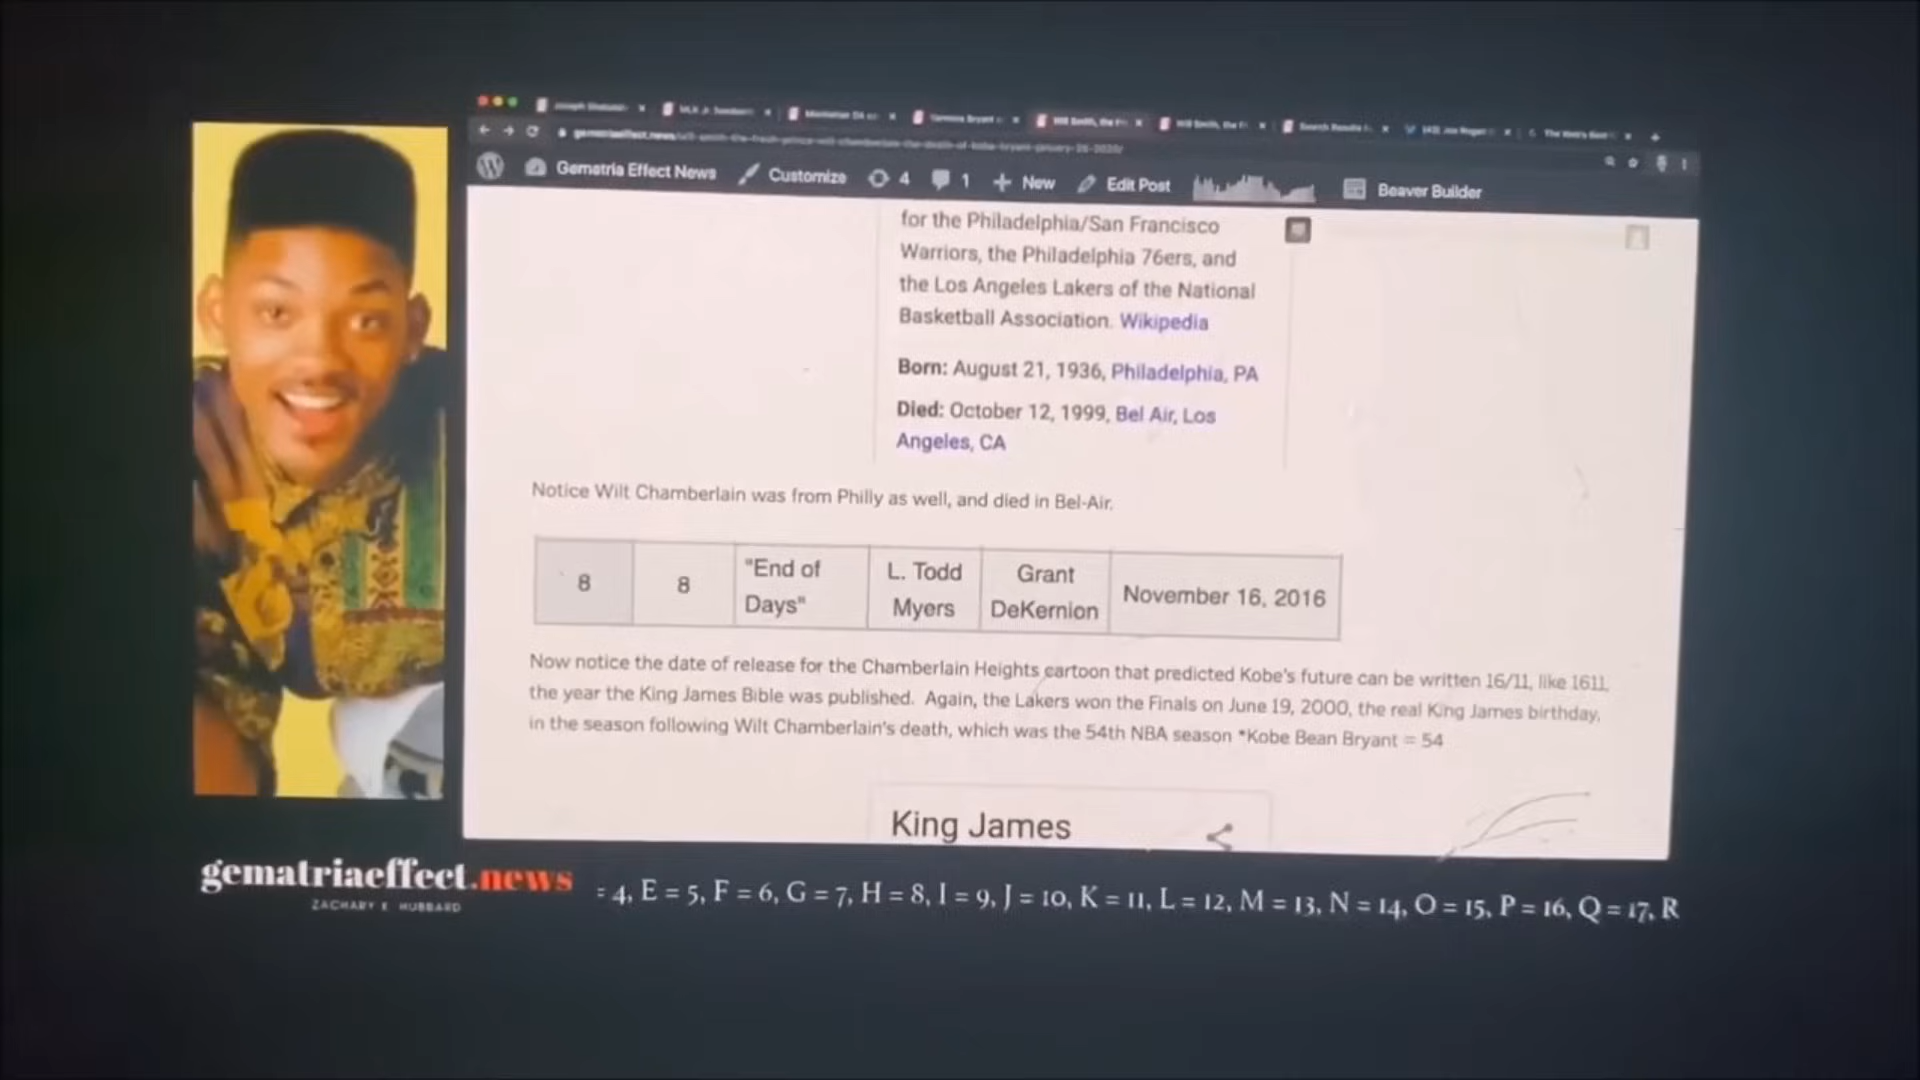 Gematria Effect News Customize 4 1 New Edit Post Beaver Builder
for the Philadelphia/San Francisco
Warriors, the Philadelphia 76ers, and
the Los Angeles Lakers of the National
Basketball Association. Wikipedia
Born: August 21, 1936, Philadelphia, PA
Died: October 12, 1999, Bel Air, Los
Angeles, CA
Notice Wilt Chamberlain was from Philly as well, and died in Bel-Air.
8 8 "End of Days" L. Todd Myers Grant DeKernion November 16, 2016
Now notice the date of release for the Chamberlain Heights cartoon that predicted Kobe's future can be written 16/11, like 1611,
the year the King James Bible was published. Again, the Lakers won the Finals on June 19, 2000, the real King James birthday,
in the season following Wilt Chamberlain's death, which was the 54th NBA season *Kobe Bean Bryant = 54
King James
gematriaeffect.news
ZACHARY K HUBBARD
= 4, E = 5, F = 6, G = 7, H = 8, I = 9, J = 10, K = 11, L = 12, M = 13, N = 14, O = 15, P = 16, Q = 17, R